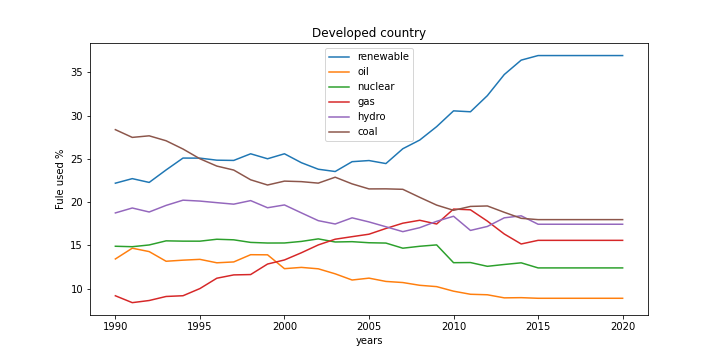 Developed country
renewable
oil
nuclear
gas
hydro
coal
Fule used %
35
30
25
20
15
10
1990 1995 2000 2005 2010 2015 2020
years